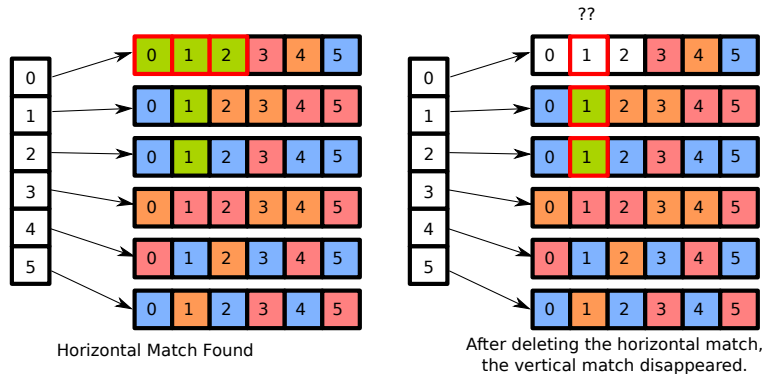 ??
0 1 2 3 4 5
0 1 2 3 4 5
0
0
0 1 2 3 4 5
0 1 2 3 4 5
1
1
0 1 2 3 4 5
0 1 2 3 4 5
2
2
0 1 2 3 4 5
0 1 2 3 4 5
3
3
0 1 2 3 4 5
0 1 2 3 4 5
4
4
0 1 2 3 4 5
0 1 2 3 4 5
5
5
Horizontal Match Found
After deleting the horizontal match,
the vertical match disappeared.